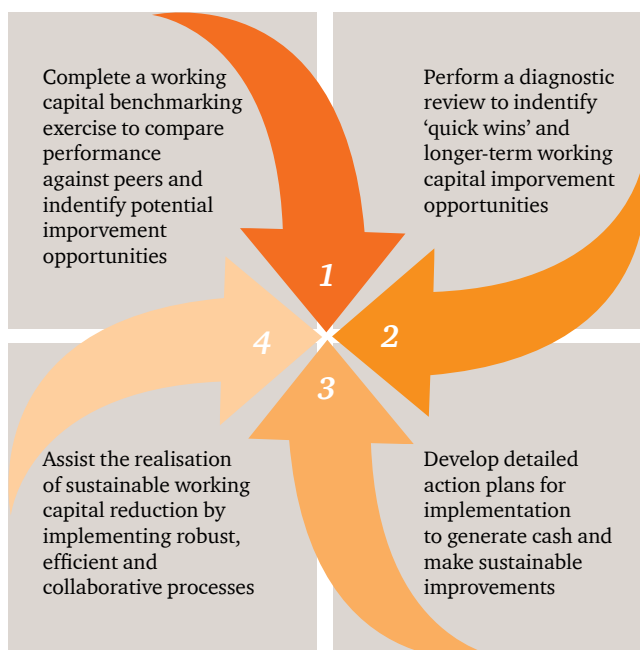 Complete a working
capital benchmarking
exercise to compare
performance
against peers and
indentify potential
imporvement
opportunities
1
Perform a diagnostic
review to indentify
‘quick wins’ and
longer-term working
capital imporvement
opportunities
2
3
Develop detailed
action plans for
implementation
to generate cash and
make sustainable
improvements
4
Assist the realisation
of sustainable working
capital reduction by
implementing robust,
efficient and
collaborative processes